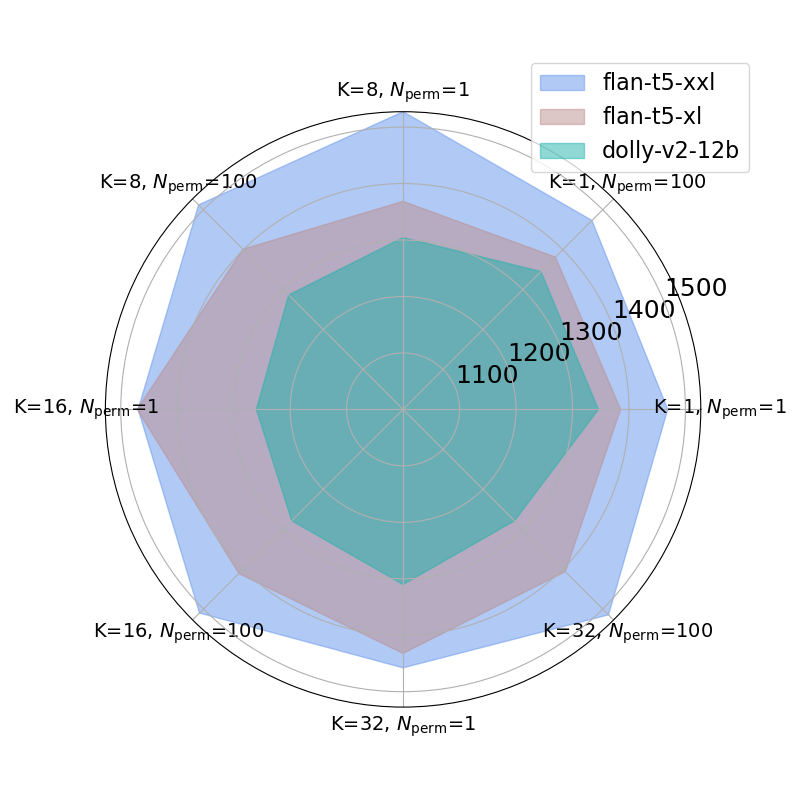 flan-t5-xxl
flan-t5-xl
dolly-v2-12b
K=8, N_perm=1
K=8, N_perm=100
K=1, N_perm=100
1500
1400
1300
1200
1100
K=16, N_perm=1
K=1, N_perm=1
K=16, N_perm=100
K=32, N_perm=100
K=32, N_perm=1